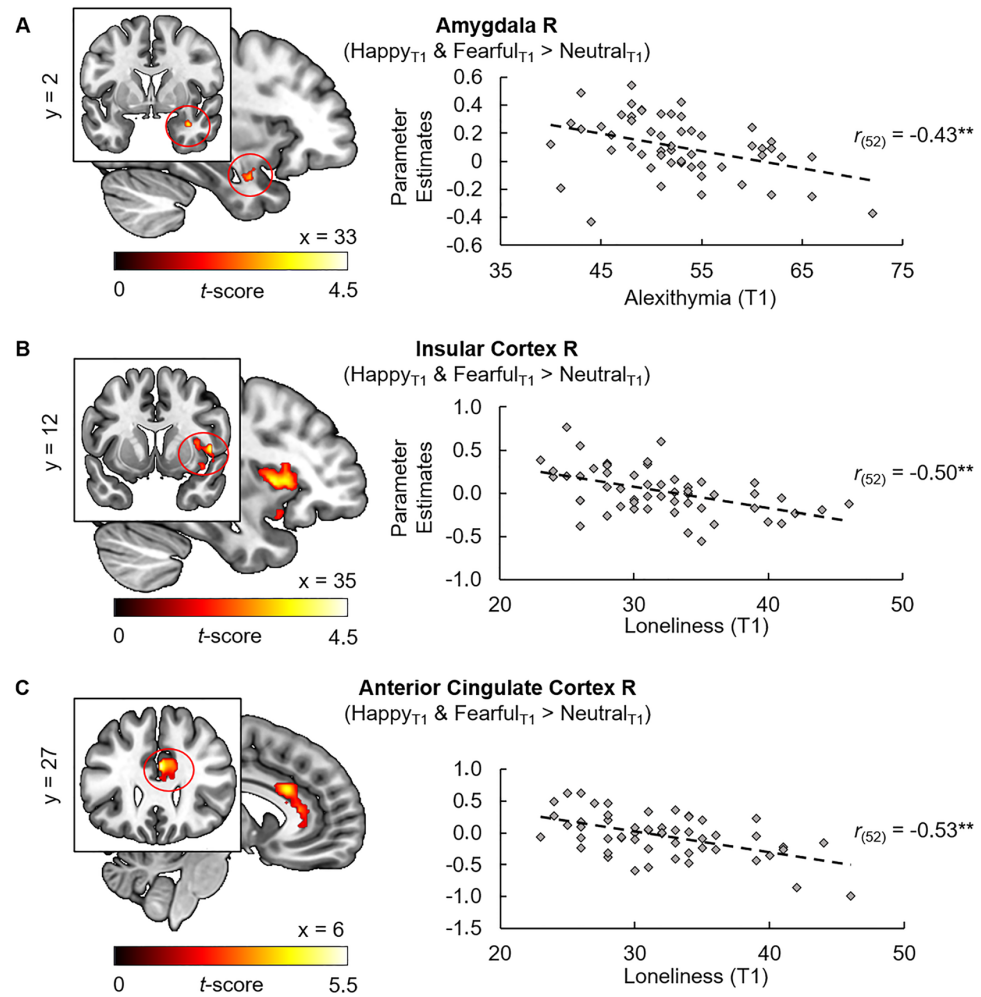 A
Amygdala R
(HappyT1 & FearfulT1 > NeutralT1)
y = 2
x = 33
0
t-score
4.5
Parameter
Estimates
0.6
0.4
0.2
0
-0.2
-0.4
-0.6
35
45
55
65
75
Alexithymia (T1)
r(52) = -0.43**
B
Insular Cortex R
(HappyT1 & FearfulT1 > NeutralT1)
y = 12
x = 35
0
t-score
4.5
Parameter
Estimates
1.0
0.5
0.0
-0.5
-1.0
20
30
40
50
Loneliness (T1)
r(52) = -0.50**
C
Anterior Cingulate Cortex R
(HappyT1 & FearfulT1 > NeutralT1)
y = 27
x = 6
0
t-score
5.5
1.0
0.5
0.0
-0.5
-1.0
-1.5
20
30
40
50
Loneliness (T1)
r(52) = -0.53**